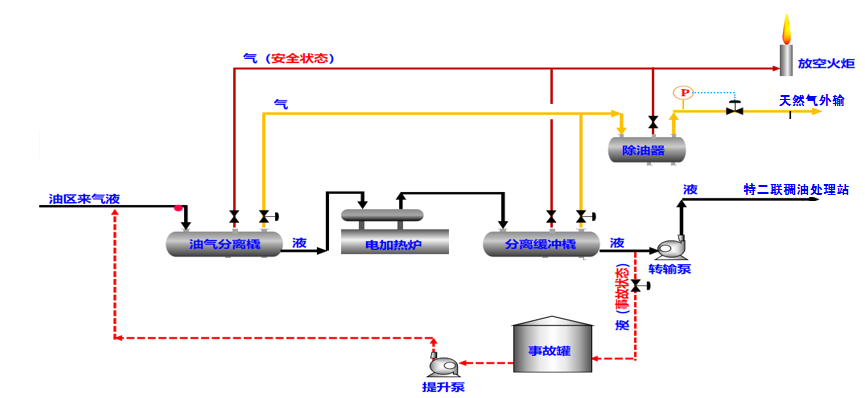 气（安全状态）
放空火炬
气
P
天然气外输
除油器
油区来气液
液
特二联稠油处理站
油气分离橇
液
电加热炉
分离缓冲橇
液
转输泵
液（事故状态）
事故罐
提升泵